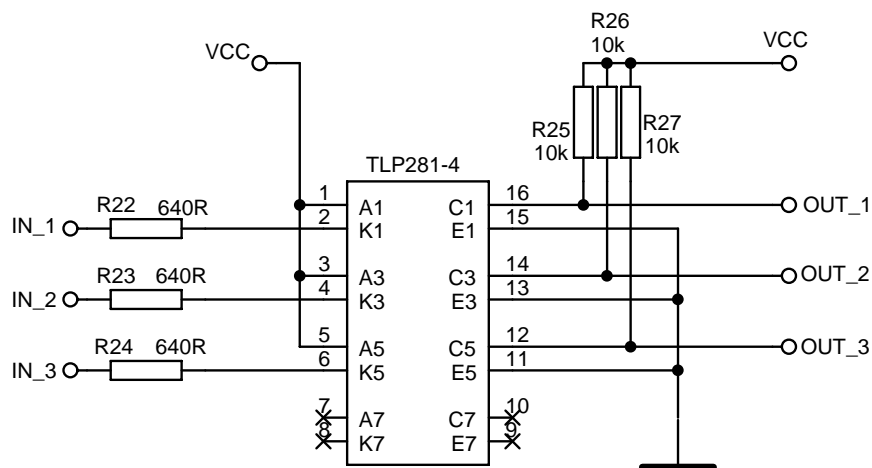 R26
VCC
10k
VCC
R25
R27
10k
10k
TLP281-4
1
16
R22 640R
A1
C1
OUT_1
2
15
IN_1
K1
E1
3
14
R23 640R
A3
C3
OUT_2
4
13
IN_2
K3
E3
5
12
R24 640R
A5
C5
OUT_3
6
11
IN_3
K5
E5
7
10
A7
C7
8
9
K7
E7